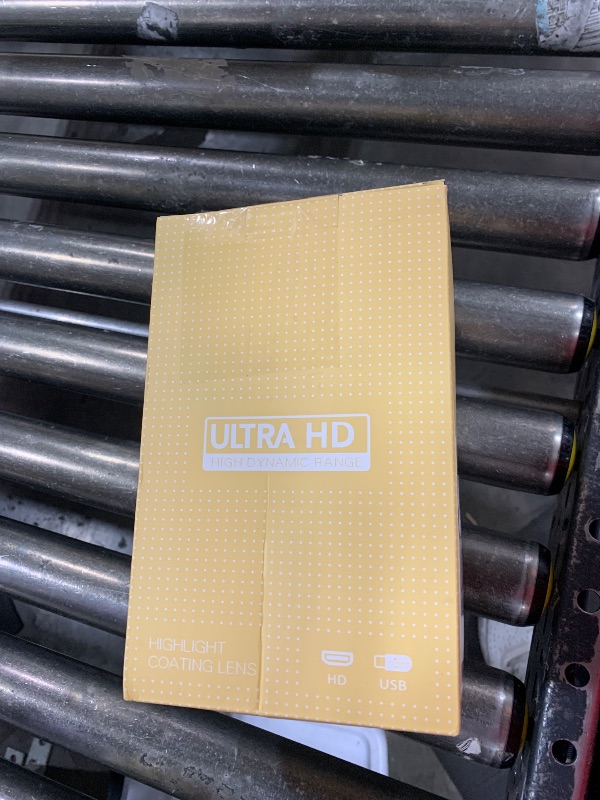 ULTRA HD
HIGH DYNAMIC RANGE
HIGHLIGHT
COATING LENS
HD
USB